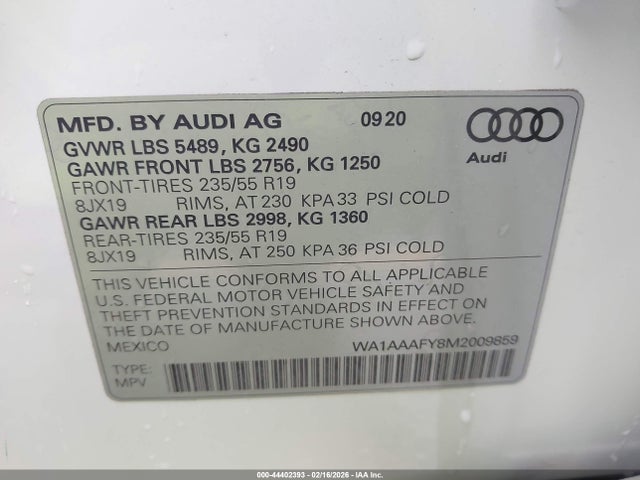 MFD. BY AUDI AG 0920
GVWR LBS 5489, KG 2490
GAWR FRONT LBS 2756, KG 1250
FRONT-TIRES 235/55 R19
8JX19 RIMS, AT 230 KPA 33 PSI COLD
GAWR REAR LBS 2998, KG 1360
REAR-TIRES 235/55 R19
8JX19 RIMS, AT 250 KPA 36 PSI COLD
Audi
THIS VEHICLE CONFORMS TO ALL APPLICABLE
U.S. FEDERAL MOTOR VEHICLE SAFETY AND
THEFT PREVENTION STANDARDS IN EFFECT ON
THE DATE OF MANUFACTURE SHOWN ABOVE.
MEXICO WA1AAAFY8M2009859
TYPE:
MPV
000-44402393 - 02/16/2026 - IAAI.COM